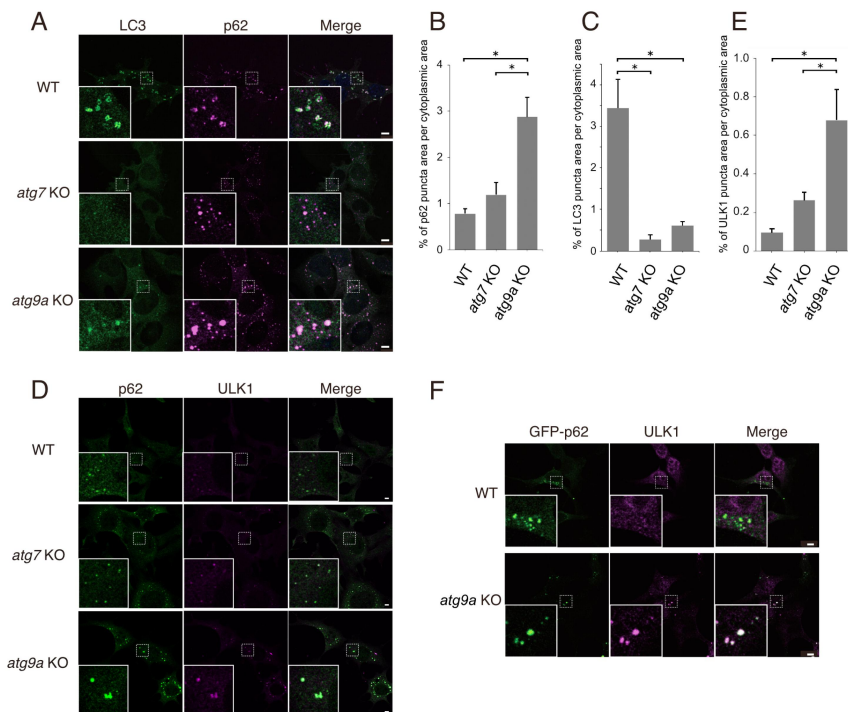 A
LC3 p62 Merge
WT
atg7 KO
atg9a KO
B
% of p62 puncta area per cytoplasmic area
4
3
2
1
0
* *
WT
atg7 KO
atg9a KO
C
% of LC3 puncta area per cytoplasmic area
4
3
2
1
0
* *
WT
atg7 KO
atg9a KO
E
% of ULK1 puncta area per cytoplasmic area
1.0
0.8
0.6
0.4
0.2
0
* *
WT
atg7 KO
atg9a KO
D
p62 ULK1 Merge
WT
atg7 KO
atg9a KO
F
GFP-p62 ULK1 Merge
WT
atg9a KO